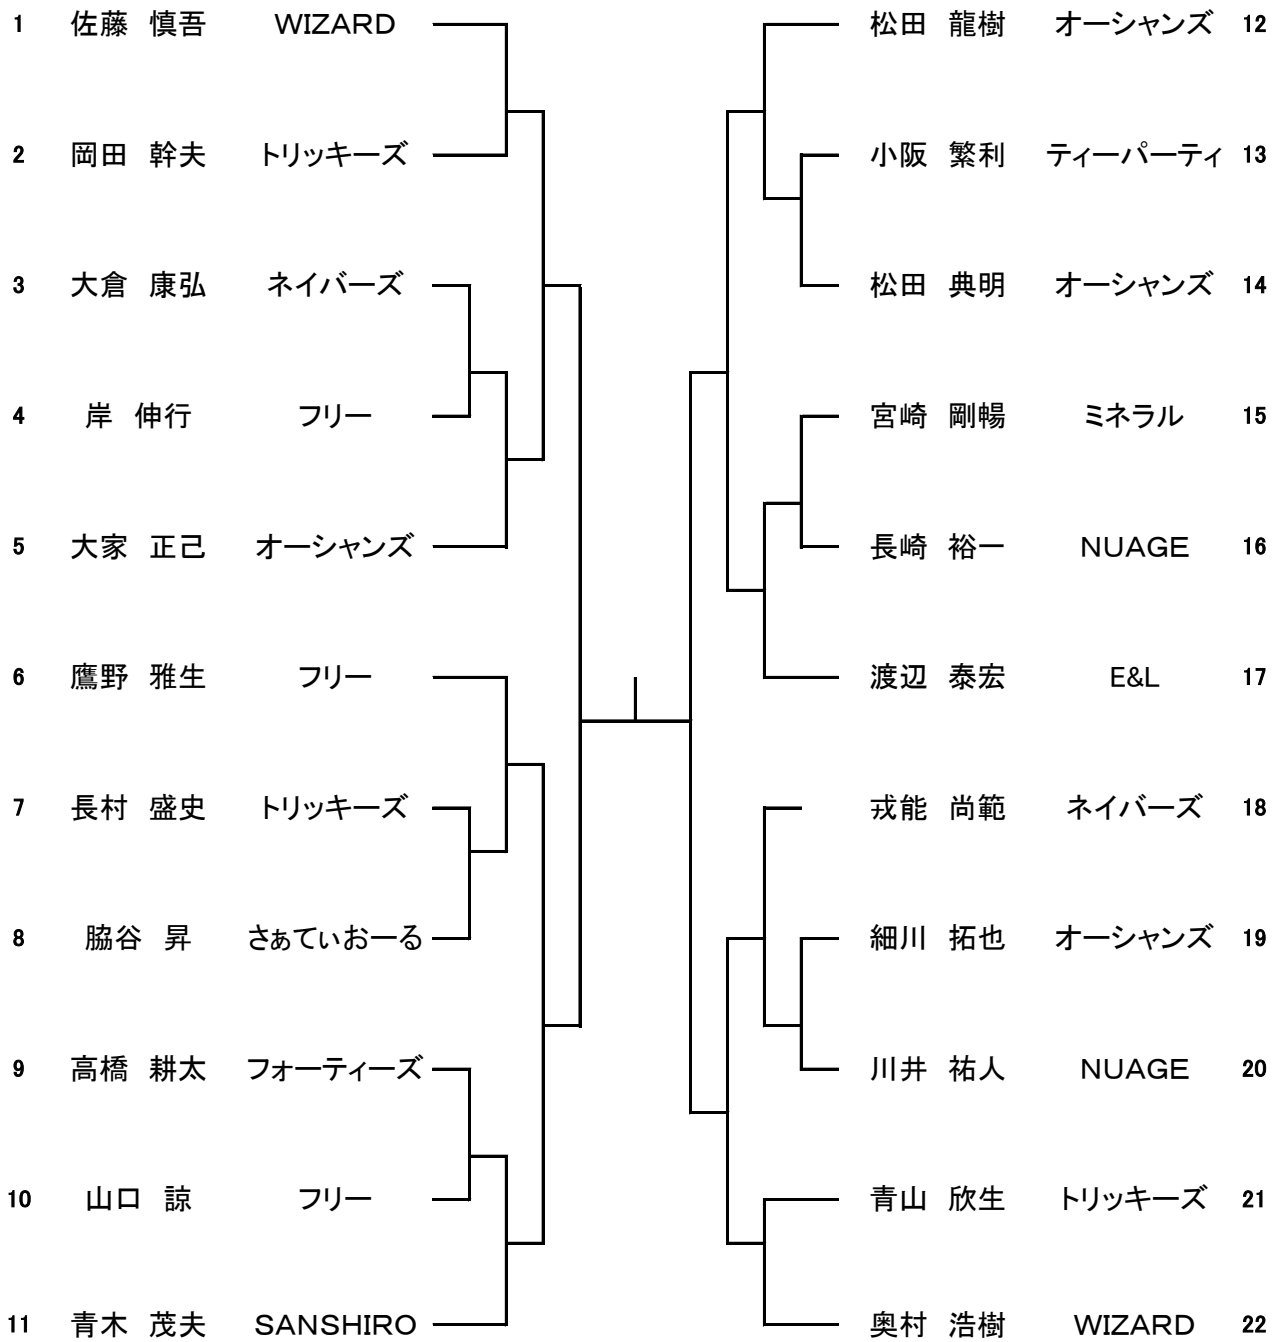 1 佐藤 慎吾 WIZARD
2 岡田 幹夫 トリッキーズ
3 大倉 康弘 ネイバーズ
4 岸 伸行 フリー
5 大家 正己 オーシャンズ
6 鷹野 雅生 フリー
7 長村 盛史 トリッキーズ
8 脇谷 昇 さぁてぃおーる
9 高橋 耕太 フォーティーズ
10 山口 諒 フリー
11 青木 茂夫 SANSHIRO
松田 龍樹 オーシャンズ 12
小阪 繁利 ティーパーティ 13
松田 典明 オーシャンズ 14
宮崎 剛暢 ミネラル 15
長崎 裕一 NUAGE 16
渡辺 泰宏 E&L 17
戎能 尚範 ネイバーズ 18
細川 拓也 オーシャンズ 19
川井 祐人 NUAGE 20
青山 欣生 トリッキーズ 21
奥村 浩樹 WIZARD 22